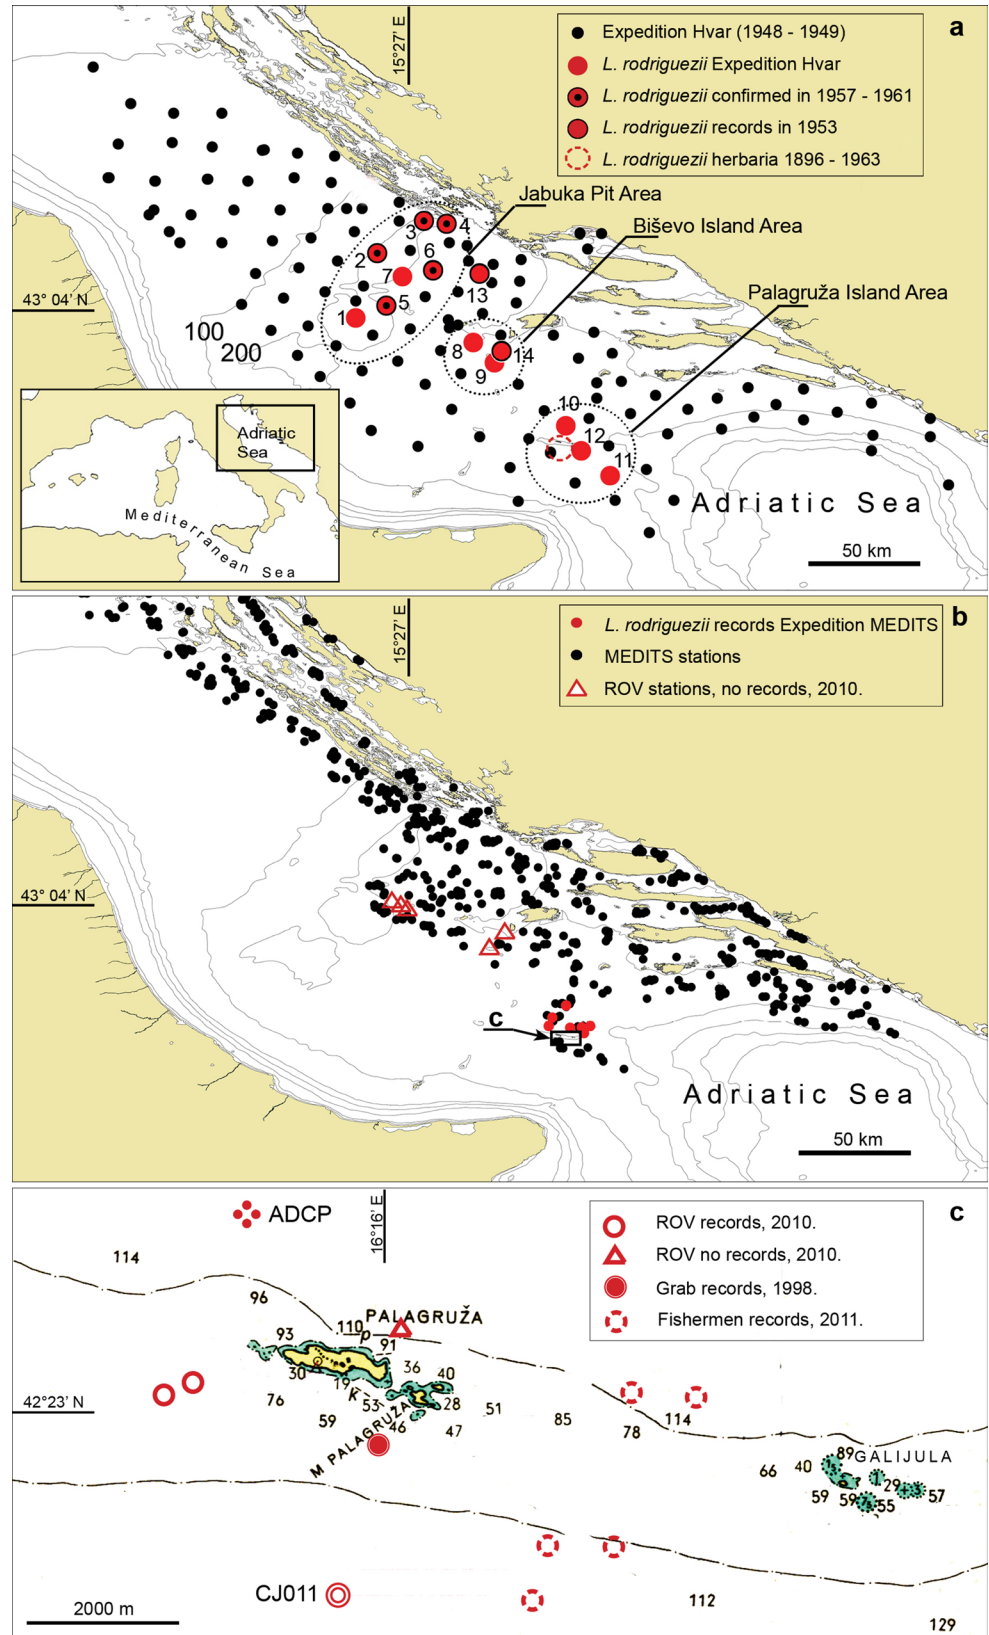 a
15°27' E
Expedition Hvar (1948 - 1949)
L. rodriguezii Expedition Hvar
L. rodriguezii confirmed in 1957 - 1961
L. rodriguezii records in 1953
L. rodriguezii herbaria 1896 - 1963
Jabuka Pit Area
Biševo Island Area
Palagruža Island Area
3
4
2
6
7
13
5
43° 04' N
1
100
200
8
14
9
10
12
11
Adriatic
Sea
Mediterranean Sea
Adriatic Sea
50 km
b
15°27' E
L. rodriguezii records Expedition MEDITS
MEDITS stations
ROV stations, no records, 2010.
43° 04' N
c
Adriatic Sea
50 km
c
16°16' E
ADCP
ROV records, 2010.
ROV no records, 2010.
Grab records, 1998.
Fishermen records, 2011.
114
96
PALAGRUŽA
110
p
93
91
36
40
30
19
K
76
53
28
42°23' N
51
59
46
47
85
78
114
M PALAGRUŽA
89
GALIJULA
66
40
29
57
59
59
55
CJ011
112
2000 m
129